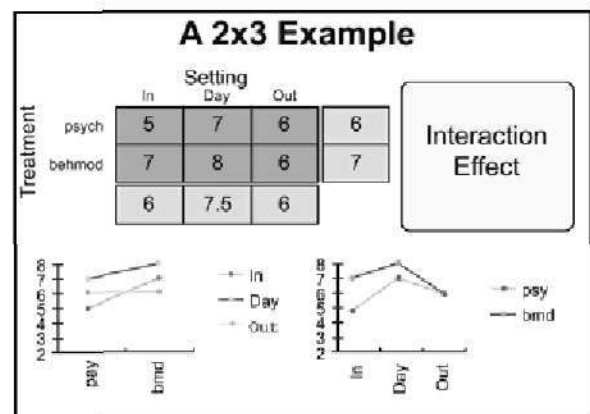 A 2x3 Example
Setting
In Day Out
Treatment
psych 5 7 6 6
behmod 7 8 6 7
6 7.5 6
Interaction
Effect
8
7
6
5
4
3
2
pay bmd
In
Day
Out
8
7
6
5
4
3
2
In Day Out
psy
bmd